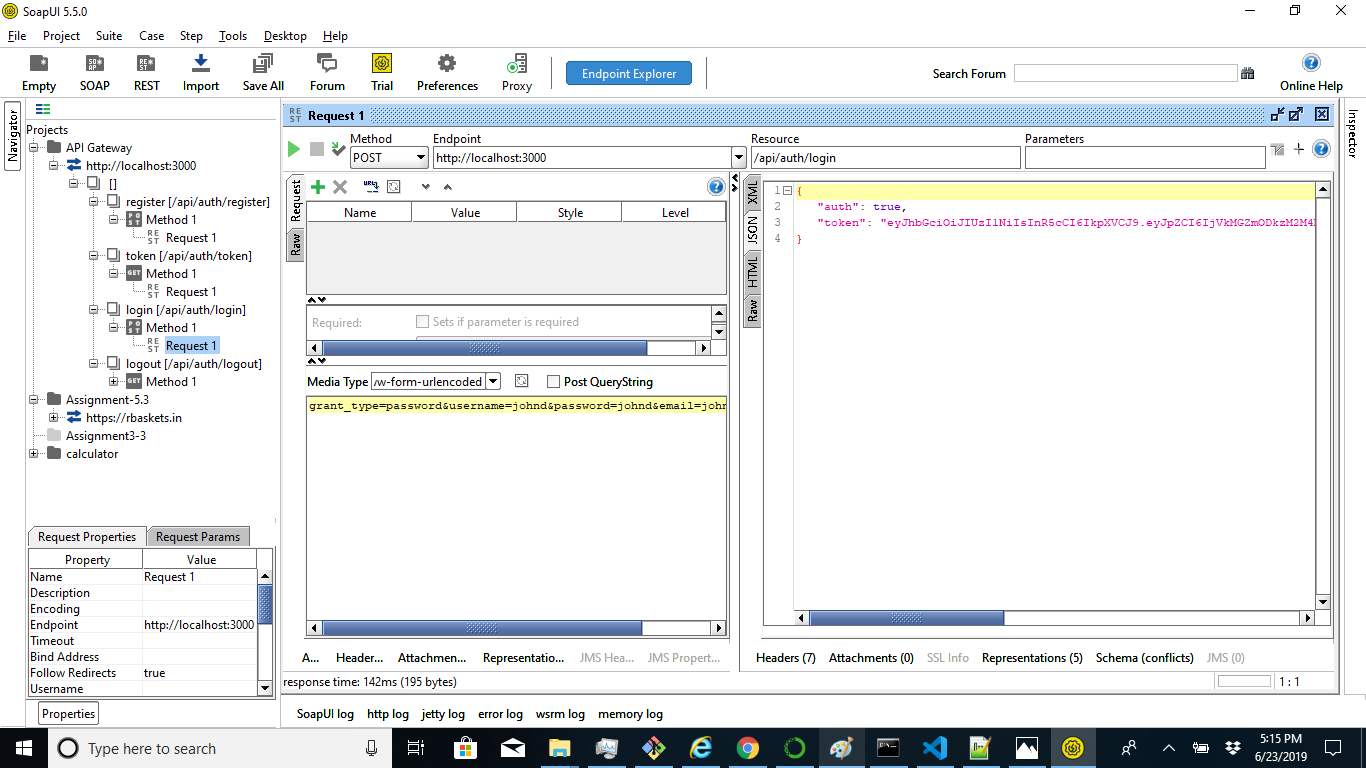 SoapUI 5.5.0
File Project Suite Case Step Tools Desktop Help
Empty SOAP REST Import Save All Forum Trial Preferences Proxy Endpoint Explorer Search Forum Online Help
Navigator
Projects
API Gateway
http://localhost:3000
[]
register [/api/auth/register]
Method 1
Request 1
token [/api/auth/token]
Method 1
Request 1
login [/api/auth/login]
Method 1
Request 1
logout [/api/auth/logout]
Method 1
Assignment-5.3
https://rbaskets.in
Assignment3-3
calculator
Request Properties Request Params
Property Value
Name Request 1
Description
Encoding
Endpoint http://localhost:3000
Timeout
Bind Address
Follow Redirects true
Username
Properties
REST Request 1
Method Endpoint Resource Parameters
POST http://localhost:3000 /api/auth/login
Request
Raw
Name Value Style Level
Required: Sets if parameter is required
Media Type /w-form-urlencoded Post QueryString
grant_type=password&username=johnd&password=johnd&email=john
A... Header... Attachmen... Representatio... JMS Hea... JMS Propert...
XML
JSON
HTML
Raw
1 {
2 "auth": true,
3 "token": "eyJhbGciOiJIUzI1NiIsInR5cCI6IkpXVCJ9.eyJpZCI6IjVkMGZmODkzM2M4
4 }
Headers (7) Attachments (0) SSL Info Representations (5) Schema (conflicts) JMS (0)
response time: 142ms (195 bytes) 1 : 1
Inspector
SoapUI log http log jetty log error log wsrm log memory log
Type here to search
5:15 PM
6/23/2019